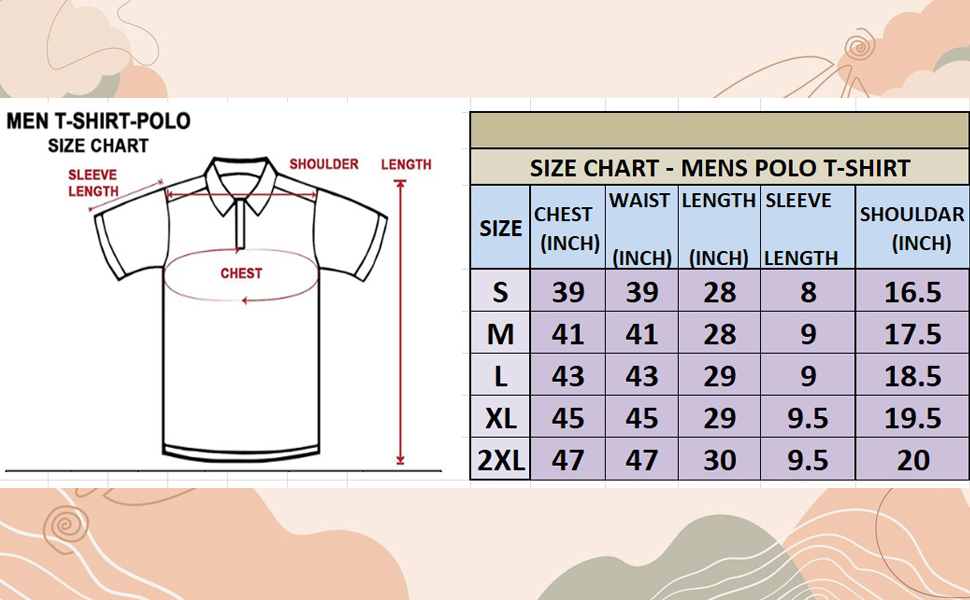 MEN T-SHIRT-POLO
SIZE CHART
SLEEVE
LENGTH
SHOULDER
LENGTH
CHEST
SIZE CHART - MENS POLO T-SHIRT
SIZE CHEST (INCH) WAIST (INCH) LENGTH (INCH) SLEEVE LENGTH SHOULDAR (INCH)
S 39 39 28 8 16.5
M 41 41 28 9 17.5
L 43 43 29 9 18.5
XL 45 45 29 9.5 19.5
2XL 47 47 30 9.5 20